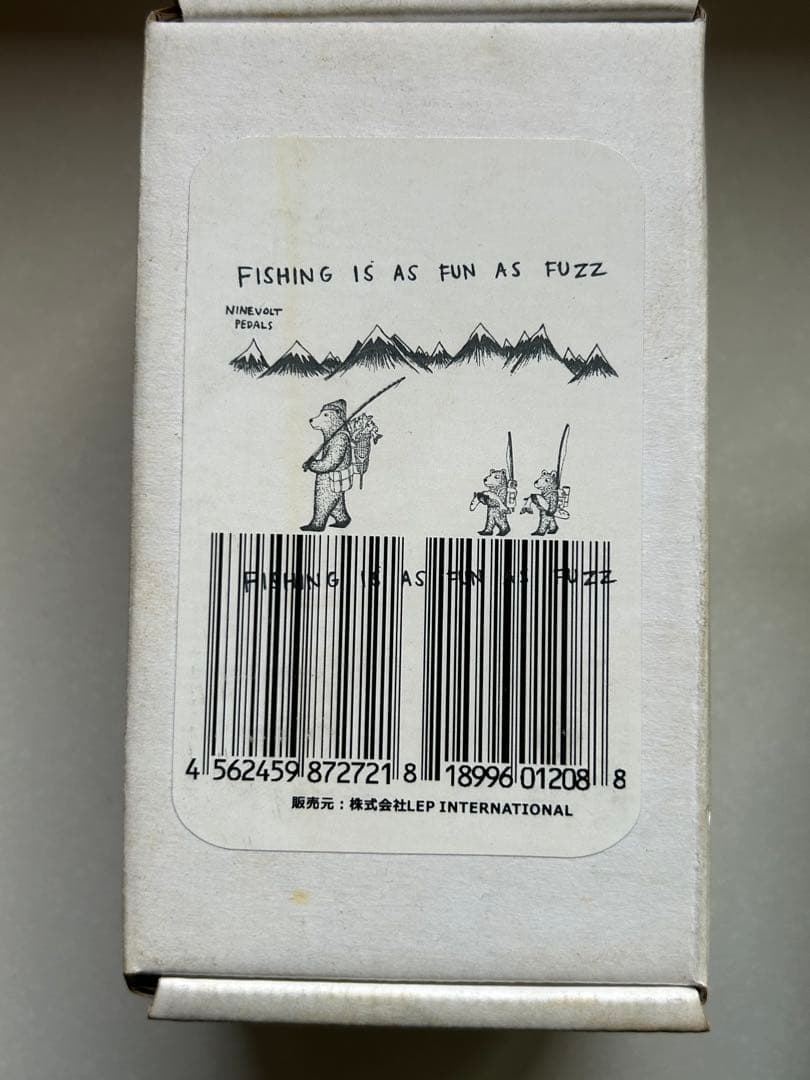 FISHING IS AS FUN AS FUZZ
NINEVOLT
PEDALS
FISHING IS AS FUN AS FUZZ
4 562459 872721 8 18996 01208 8
販売元：株式会社LEP INTERNATIONAL